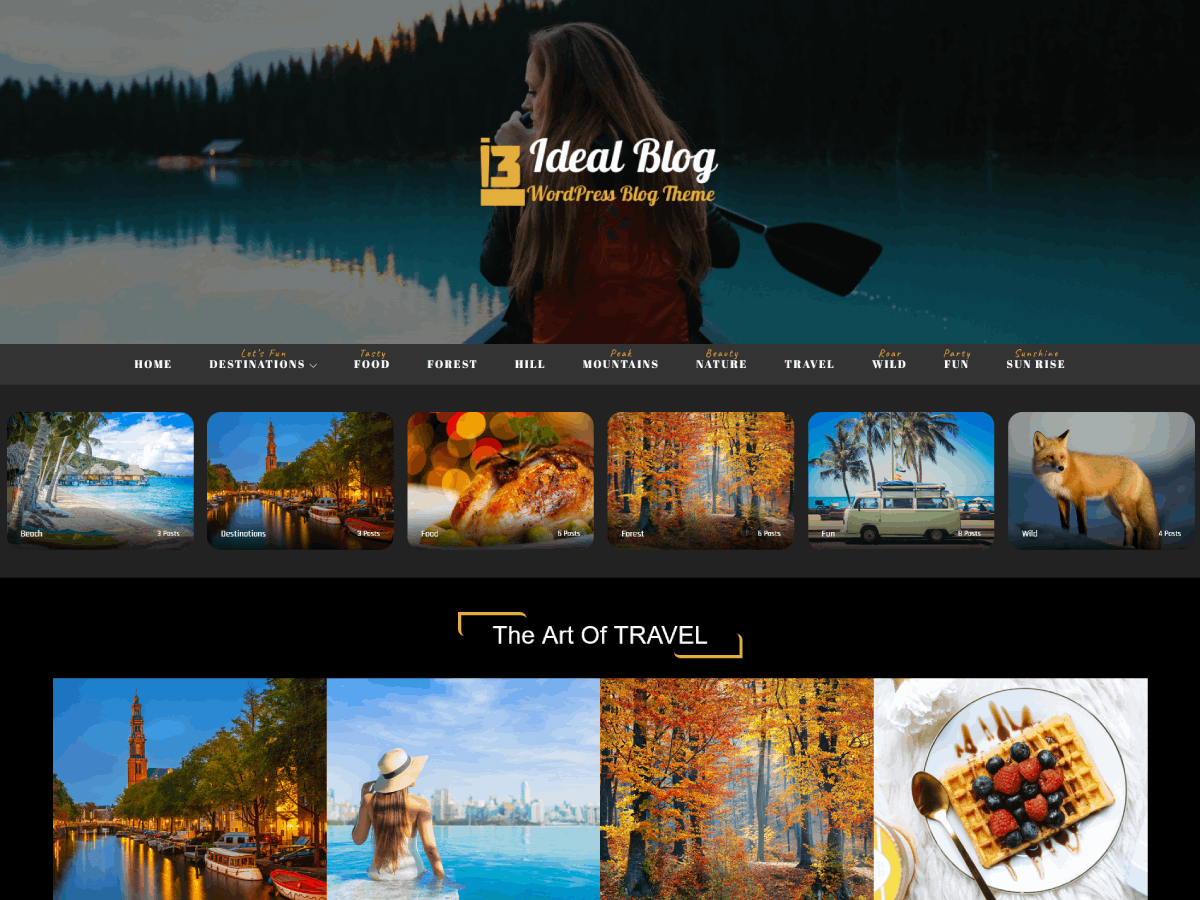 Ideal Blog
WordPress Blog Theme
HOME
Let's Fun
DESTINATIONS
Tasty
FOOD
FOREST
HILL
Peak
MOUNTAINS
Beauty
NATURE
TRAVEL
Roar
WILD
Party
FUN
Sunshine
SUN RISE
Beach 3 Posts
Destinations 3 Posts
Food 6 Posts
Forest 6 Posts
Fun 8 Posts
Wild 4 Posts
The Art Of TRAVEL